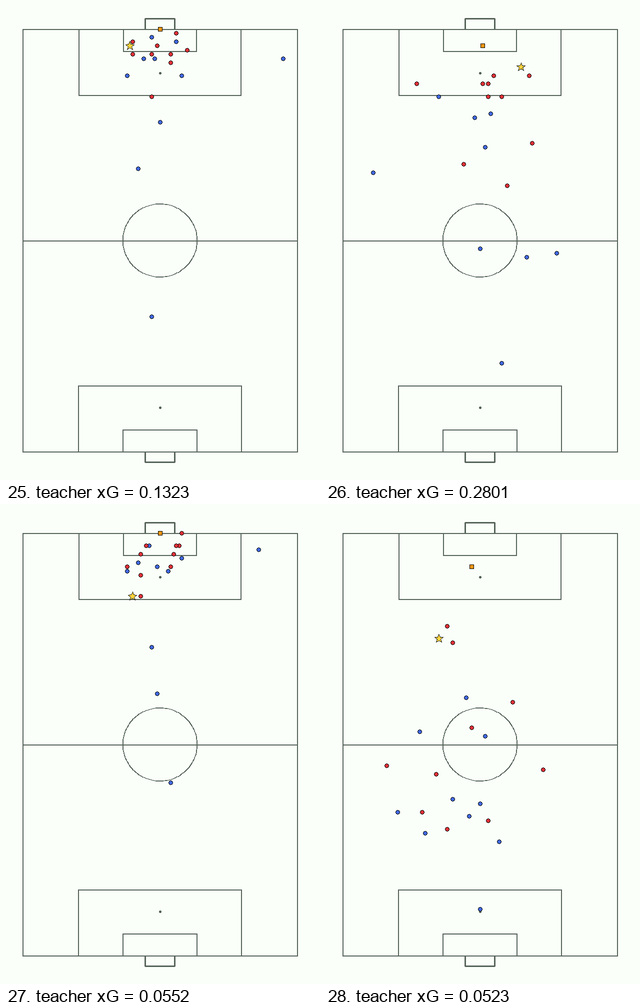 25. teacher xG = 0.1323
26. teacher xG = 0.2801
27. teacher xG = 0.0552
28. teacher xG = 0.0523